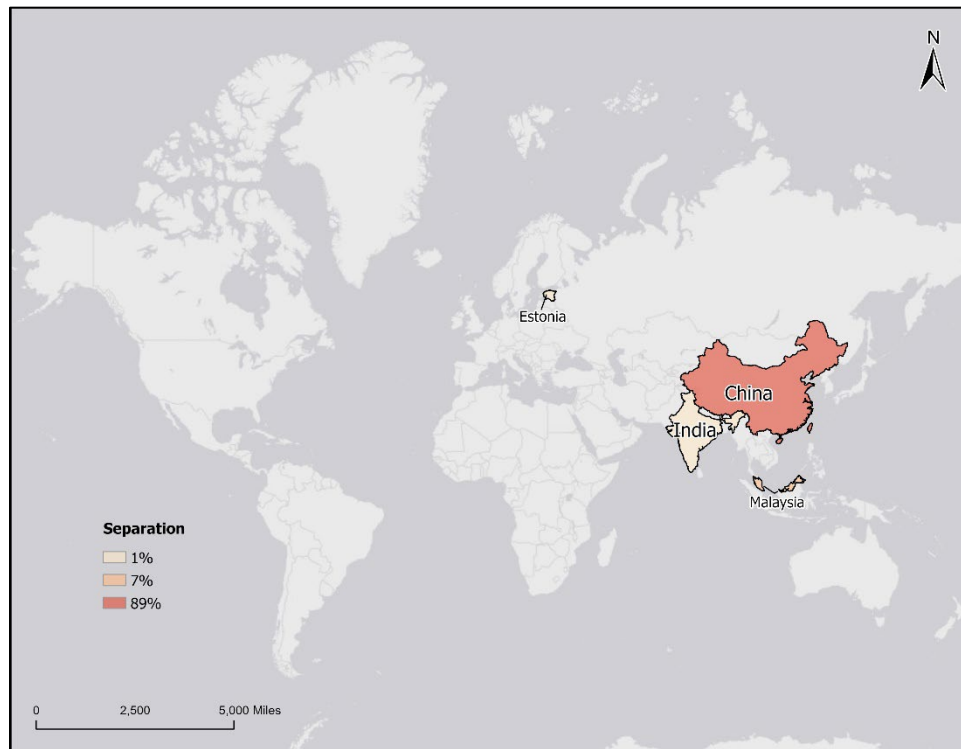 N
Estonia
China
India
Malaysia
Separation
1%
7%
89%
0 2,500 5,000 Miles